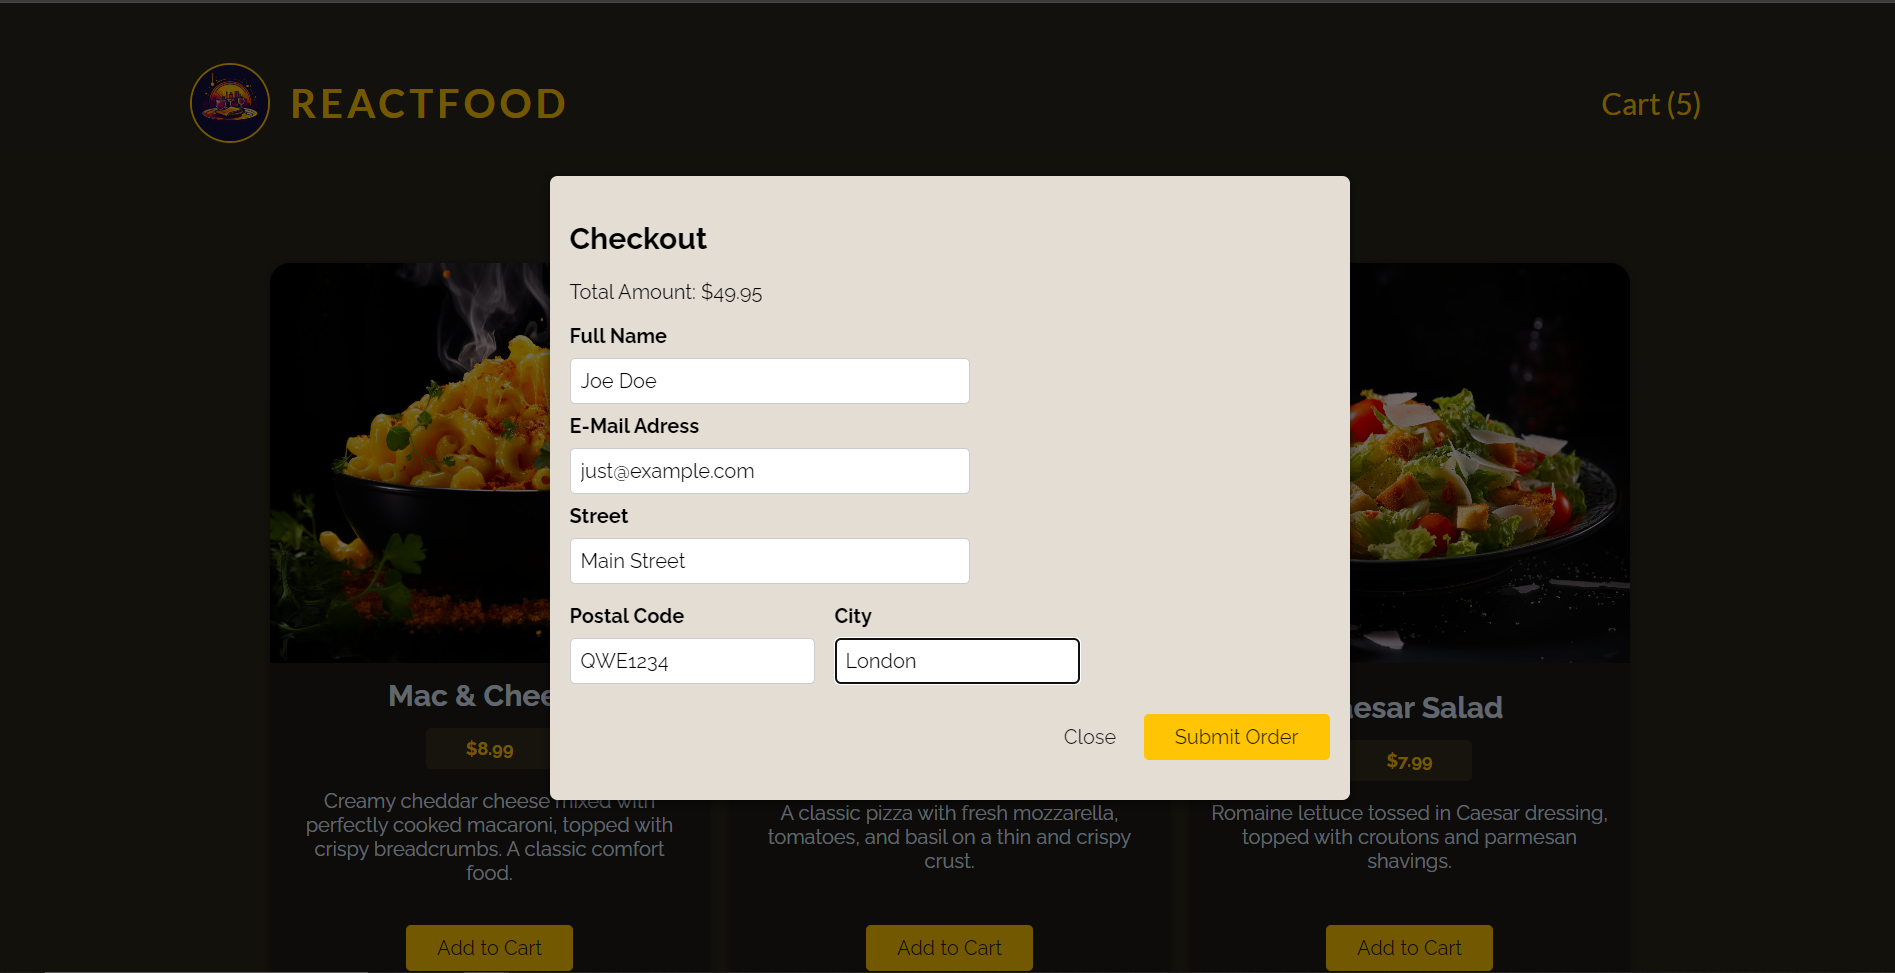 REACTFOOD
Cart (5)
Checkout
Total Amount: $49.95
Full Name
Joe Doe
E-Mail Adress
just@example.com
Street
Main Street
Postal Code
City
QWE1234
London
Close
Submit Order
Mac & Chee
$8.99
Creamy cheddar cheese mixed with
perfectly cooked macaroni, topped with
crispy breadcrumbs. A classic comfort
food.
Add to Cart
A classic pizza with fresh mozzarella,
tomatoes, and basil on a thin and crispy
crust.
Add to Cart
aesar Salad
$7.99
Romaine lettuce tossed in Caesar dressing,
topped with croutons and parmesan
shavings.
Add to Cart